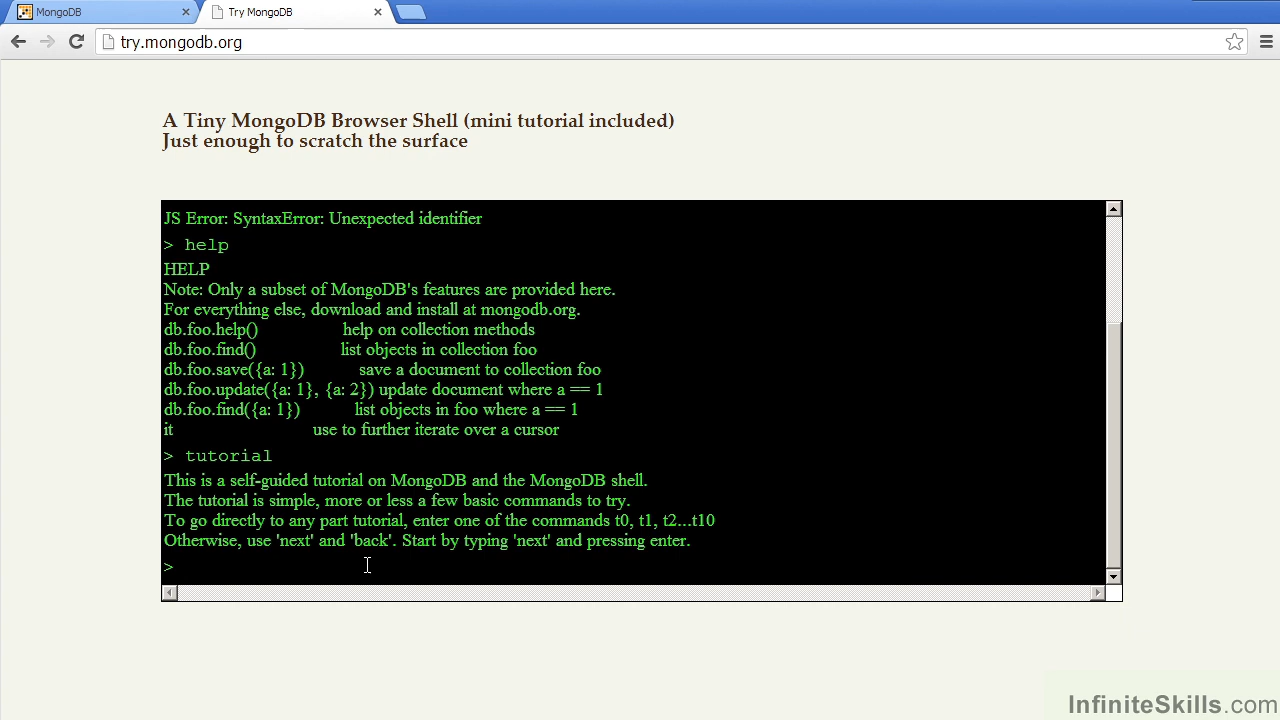 MongoDB
Try MongoDB
try.mongodb.org
A Tiny MongoDB Browser Shell (mini tutorial included)
Just enough to scratch the surface
JS Error: SyntaxError: Unexpected identifier
> help
HELP
Note: Only a subset of MongoDB's features are provided here.
For everything else, download and install at mongodb.org.
db.foo.help() help on collection methods
db.foo.find() list objects in collection foo
db.foo.save({a: 1}) save a document to collection foo
db.foo.update({a: 1}, {a: 2}) update document where a == 1
db.foo.find({a: 1}) list objects in foo where a == 1
it use to further iterate over a cursor
> tutorial
This is a self-guided tutorial on MongoDB and the MongoDB shell.
The tutorial is simple, more or less a few basic commands to try.
To go directly to any part tutorial, enter one of the commands t0, t1, t2...t10
Otherwise, use 'next' and 'back'. Start by typing 'next' and pressing enter.
>
InfiniteSkills.com